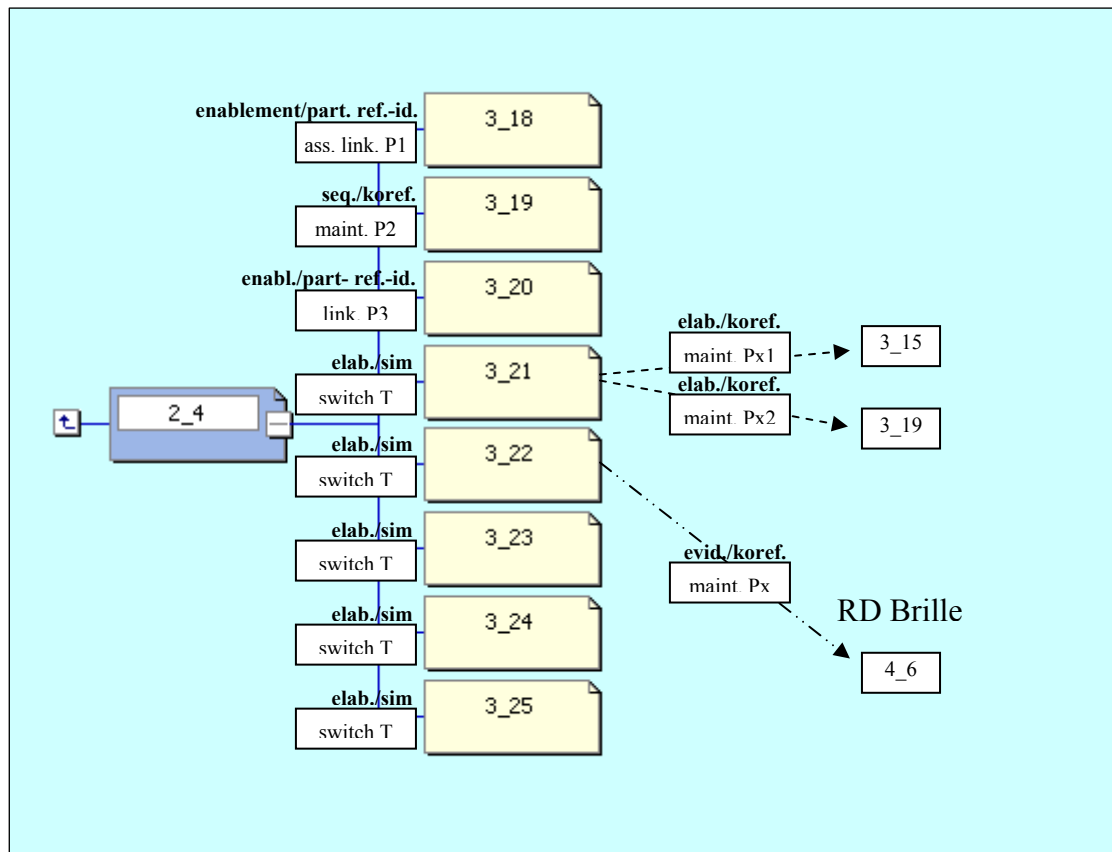 enablement/part. ref.-id.
ass. link. P1
3_18
seq./koref.
maint. P2
3_19
enabl./part- ref.-id.
link. P3
3_20
elab./sim
switch T
3_21
elab./koref.
maint. Px1
3_15
elab./koref.
maint. Px2
3_19
2_4
elab./sim
switch T
3_22
elab./sim
switch T
3_23
evid./koref.
maint. Px
RD Brille
4_6
elab./sim
switch T
3_24
elab./sim
switch T
3_25